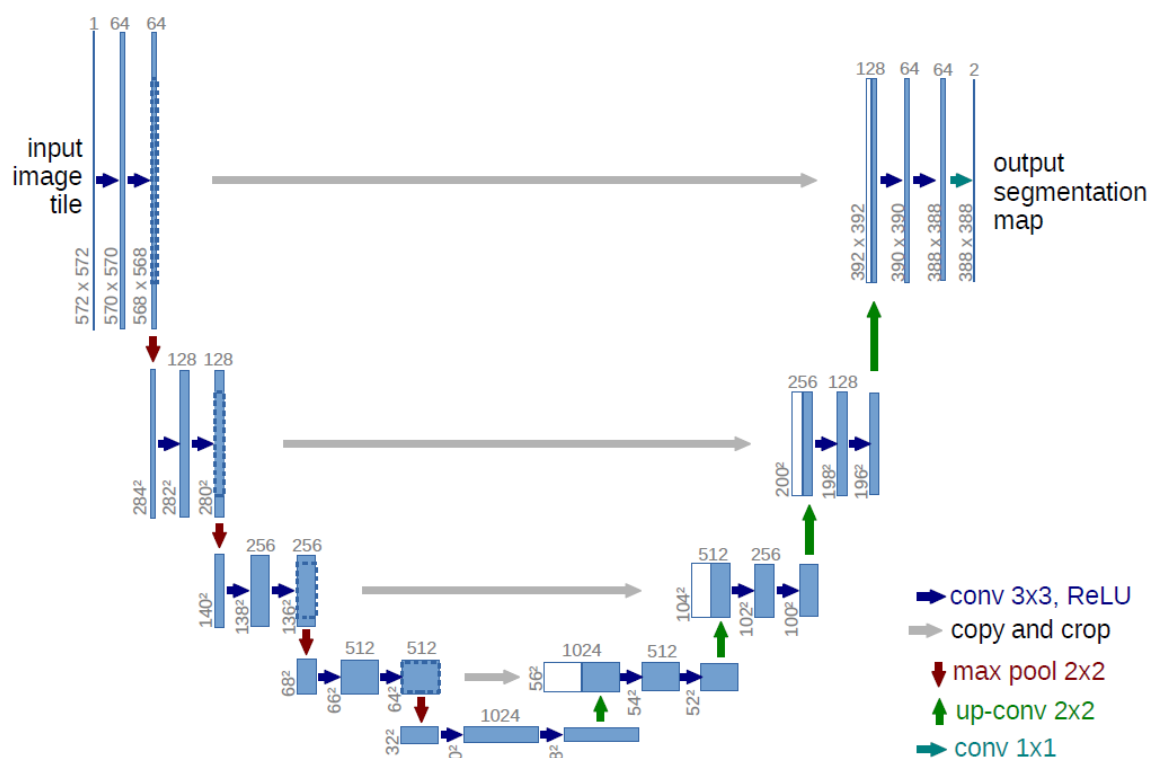 1 64 64
input
image
tile
572 x 572
570 x 570
568 x 568
128 64 64 2
output
segmentation
map
392 x 392
390 x 390
388 x 388
388 x 388
128 128
284²
282²
280²
256 128
200²
198²
196²
256 256
140²
138²
136²
512 256
104²
102²
100²
512 512
68²
66²
64²
1024 512
56²
54²
52²
1024
32²
conv 3x3, ReLU
copy and crop
max pool 2x2
up-conv 2x2
conv 1x1